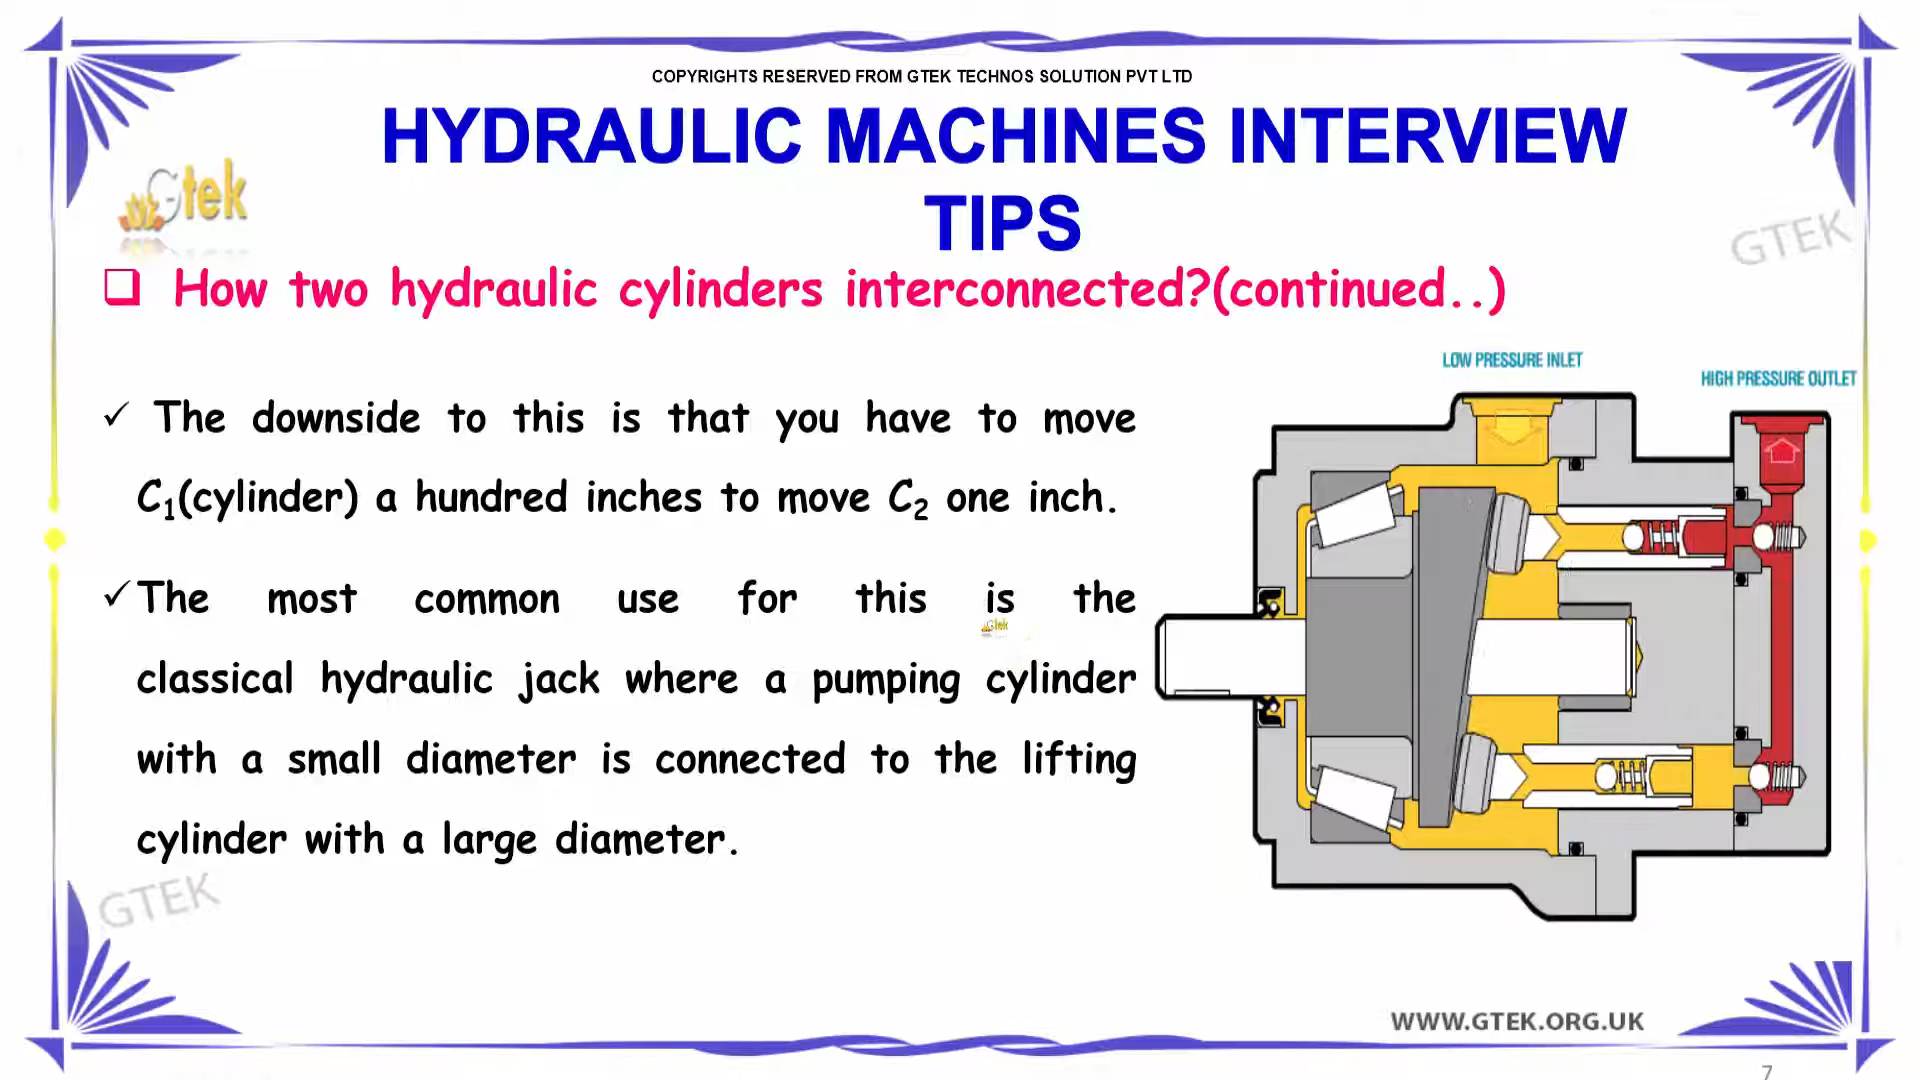 COPYRIGHTS RESERVED FROM GTEK TECHNOS SOLUTION PVT LTD
HYDRAULIC MACHINES INTERVIEW
TIPS
Gtek
GTEK
❑ How two hydraulic cylinders interconnected?(continued..)
LOW PRESSURE INLET
HIGH PRESSURE OUTLET
✓ The downside to this is that you have to move
C₁(cylinder) a hundred inches to move C₂ one inch.
✓ The most common use for this is the
Gtek
classical hydraulic jack where a pumping cylinder
with a small diameter is connected to the lifting
cylinder with a large diameter.
GTEK
WWW.GTEK.ORG.UK
7